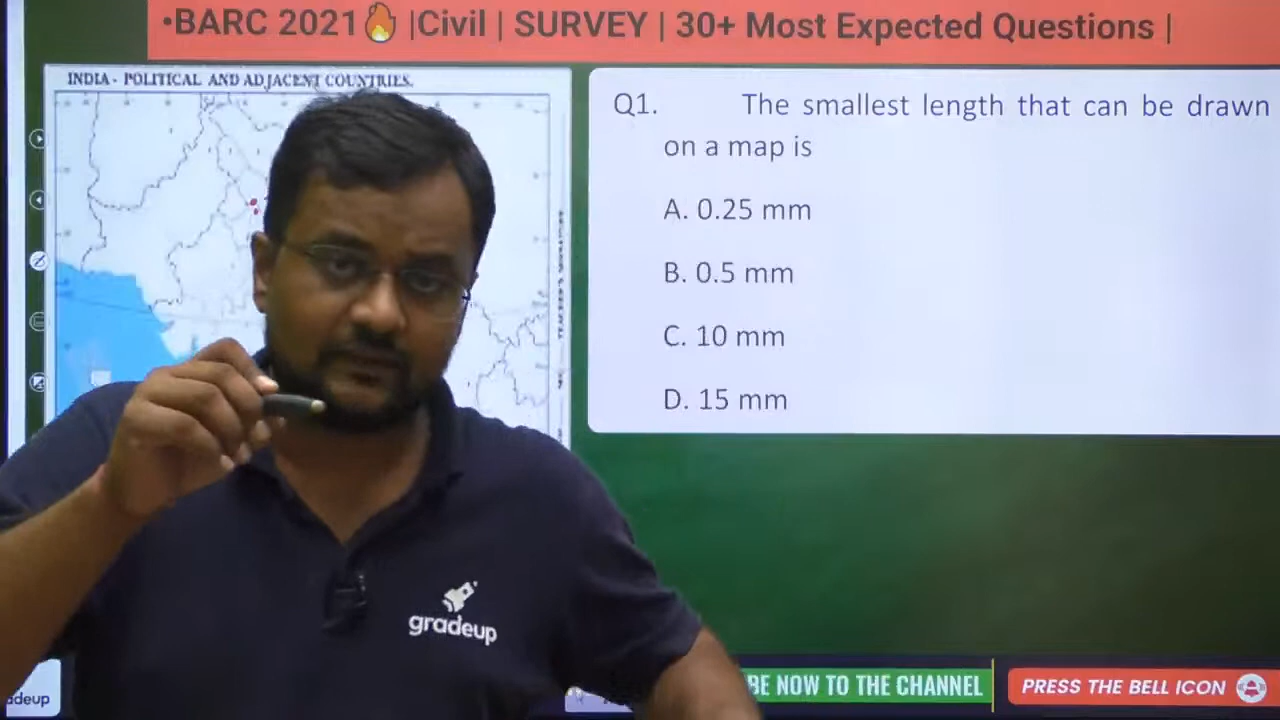 •BARC 2021🔥 |Civil | SURVEY | 30+ Most Expected Questions |
INDIA - POLITICAL AND ADJACENT COUNTRIES.
Q1. The smallest length that can be drawn
on a map is
A. 0.25 mm
B. 0.5 mm
C. 10 mm
D. 15 mm
gradeup
adeup
BE NOW TO THE CHANNEL
PRESS THE BELL ICON